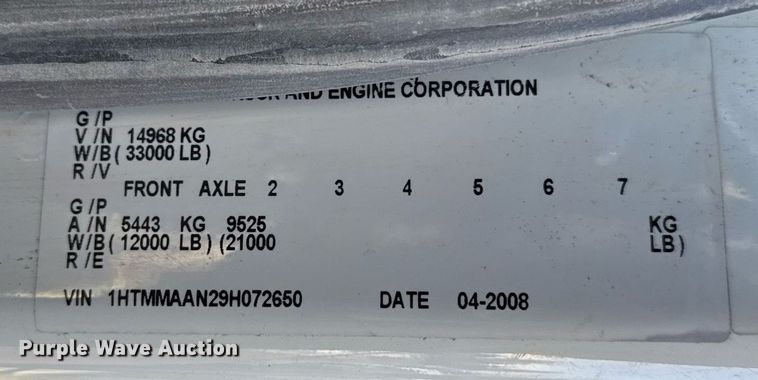 AND ENGINE CORPORATION
G/P
V/N 14968 KG
W/B ( 33000 LB )
R/V
FRONT AXLE 2 3 4 5 6 7
G/P
A/N 5443 KG 9525 KG
W/B ( 12000 LB ) (21000 LB )
R/E
VIN 1HTMMAAN29H072650 DATE 04-2008
Purple Wave Auction